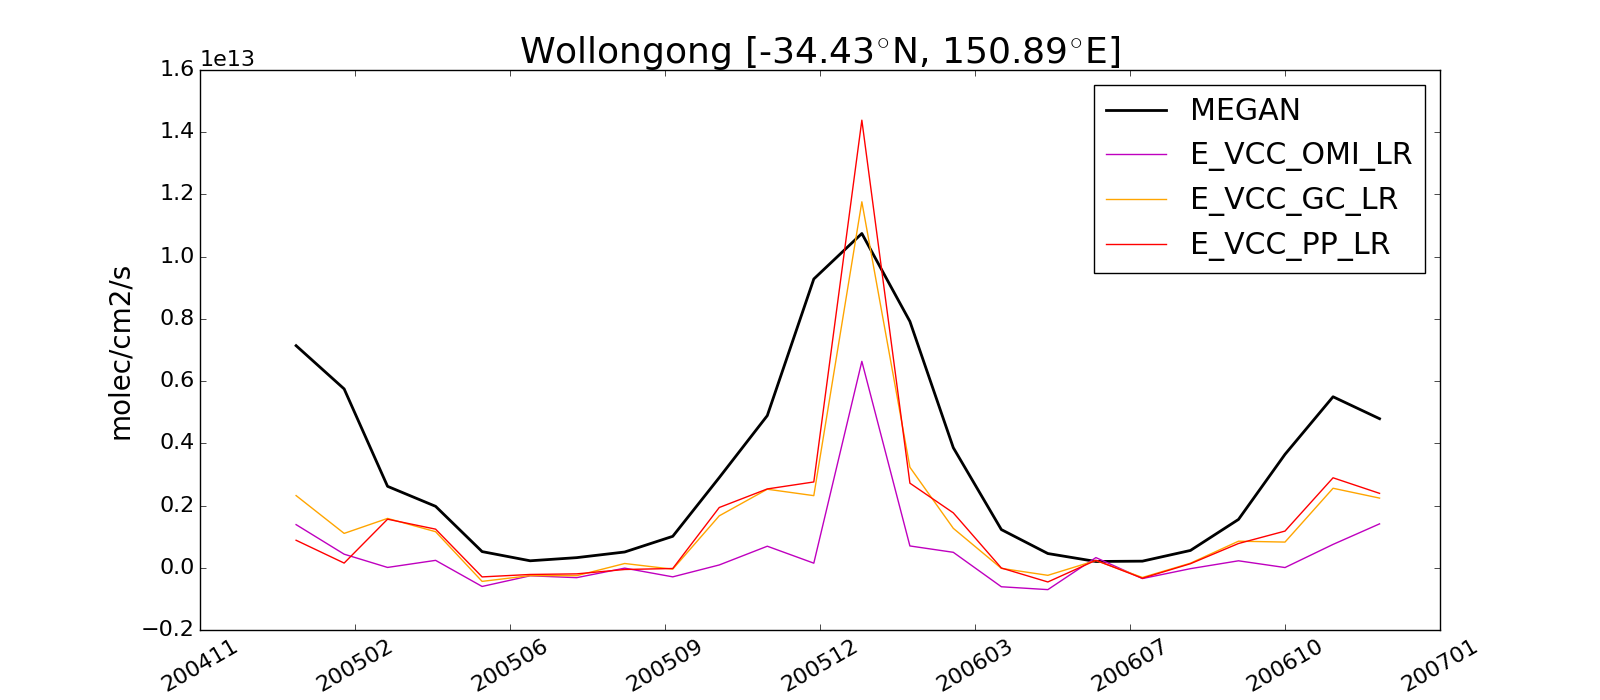 Wollongong [-34.43°N, 150.89°E]
1e13
1.6
1.4
1.2
1.0
0.8
0.6
0.4
0.2
0.0
−0.2
molec/cm2/s
MEGAN
E_VCC_OMI_LR
E_VCC_GC_LR
E_VCC_PP_LR
200411 200502 200506 200509 200512 200603 200607 200610 200701